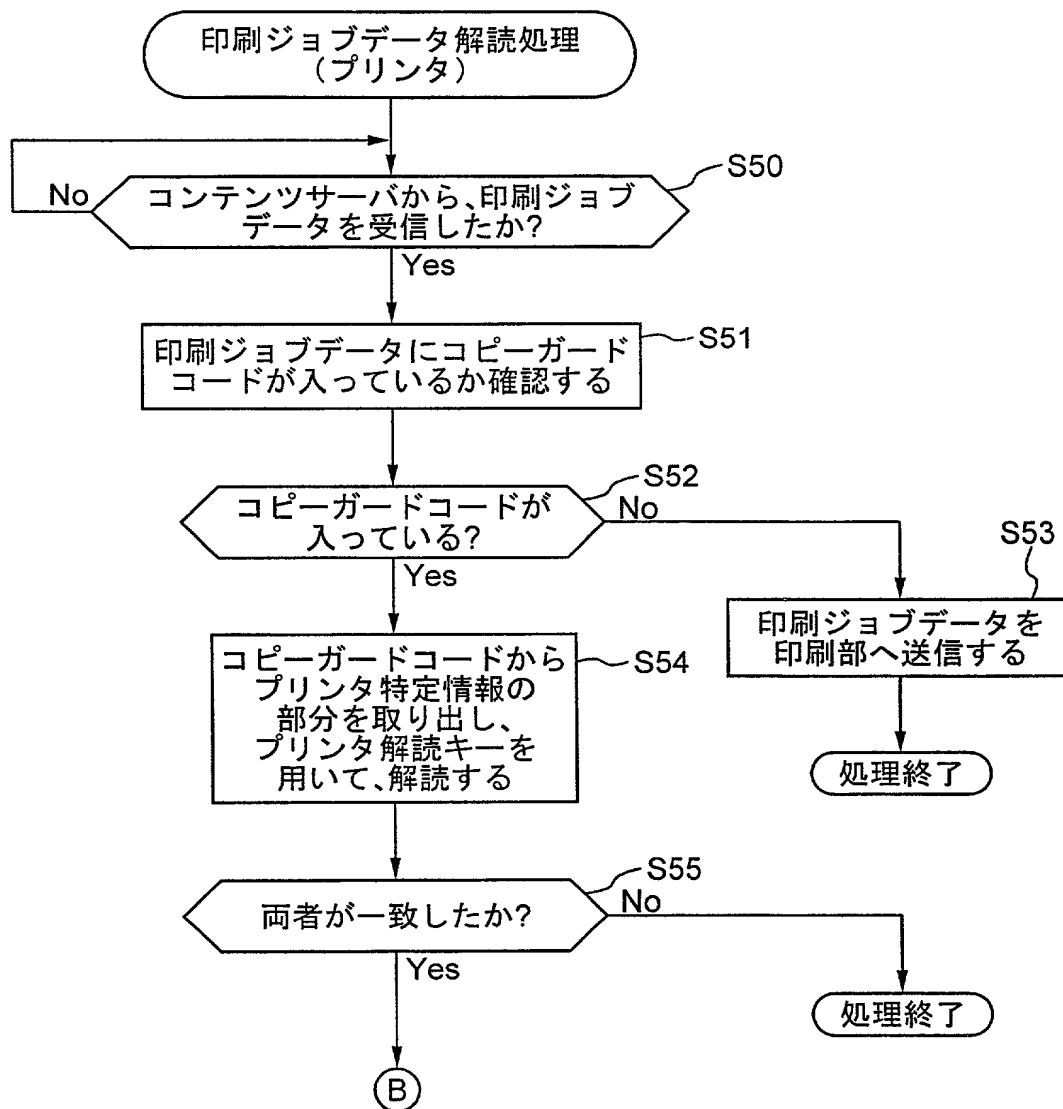 印刷ジョブデータ解読処理
(プリンタ)
S50
No
コンテンツサーバから、印刷ジョブ
データを受信したか?
Yes
S51
印刷ジョブデータにコピーガード
コードが入っているか確認する
S52
コピーガードコードが
入っている?
No
Yes
S53
印刷ジョブデータを
印刷部へ送信する
処理終了
S54
コピーガードコードから
プリンタ特定情報の
部分を取り出し、
プリンタ解読キーを
用いて、解読する
S55
両者が一致したか?
No
Yes
処理終了
B